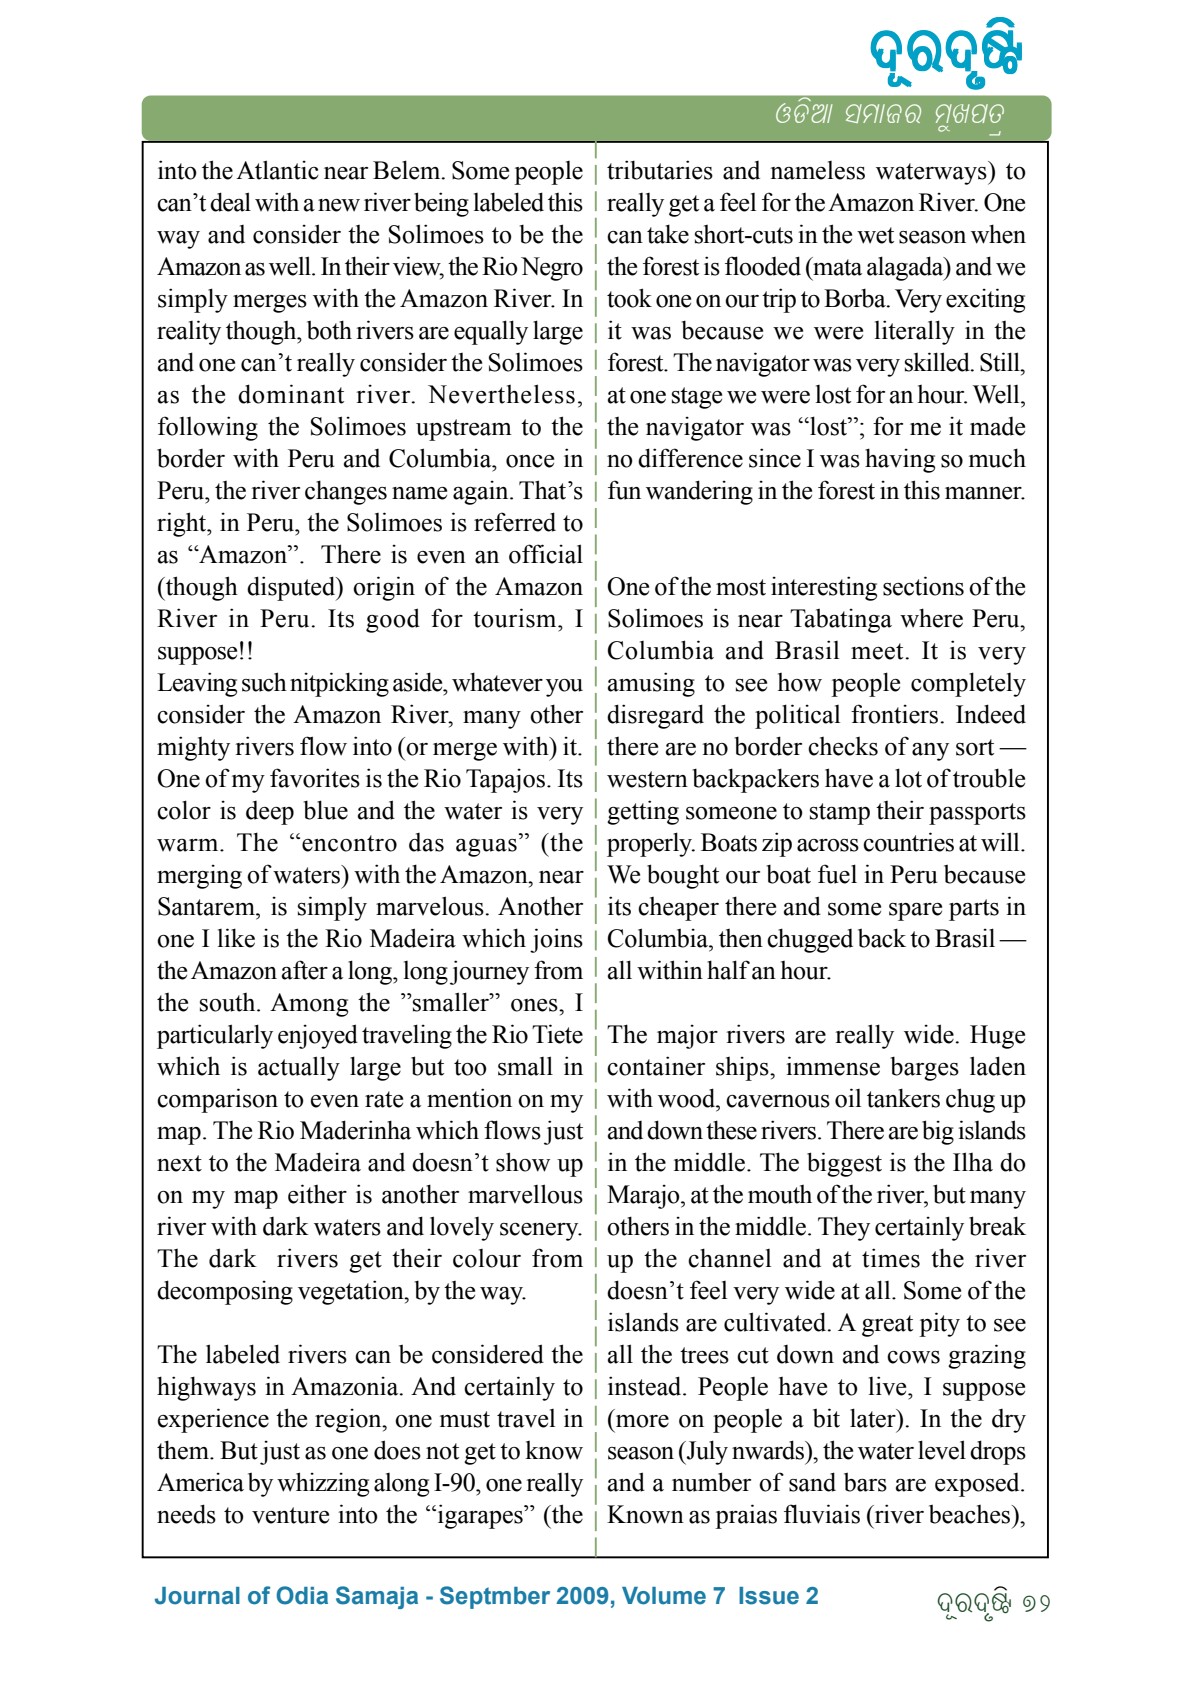 ଦୂରଦୃଷ୍ଟି
ଓଡିଆ ସମାଜର ମୁଖପତ୍ର
into the Atlantic near Belem. Some people
can’t deal with a new river being labeled this
way and consider the Solimoes to be the
Amazon as well. In their view, the Rio Negro
simply merges with the Amazon River. In
reality though, both rivers are equally large
and one can’t really consider the Solimoes
as the dominant river. Nevertheless,
following the Solimoes upstream to the
border with Peru and Columbia, once in
Peru, the river changes name again. That’s
right, in Peru, the Solimoes is referred to
as “Amazon”. There is even an official
(though disputed) origin of the Amazon
River in Peru. Its good for tourism, I
suppose!!
Leaving such nitpicking aside, whatever you
consider the Amazon River, many other
mighty rivers flow into (or merge with) it.
One of my favorites is the Rio Tapajos. Its
color is deep blue and the water is very
warm. The “encontro das aguas” (the
merging of waters) with the Amazon, near
Santarem, is simply marvelous. Another
one I like is the Rio Madeira which joins
the Amazon after a long, long journey from
the south. Among the ”smaller” ones, I
particularly enjoyed traveling the Rio Tiete
which is actually large but too small in
comparison to even rate a mention on my
map. The Rio Maderinha which flows just
next to the Madeira and doesn’t show up
on my map either is another marvellous
river with dark waters and lovely scenery.
The dark rivers get their colour from
decomposing vegetation, by the way.
The labeled rivers can be considered the
highways in Amazonia. And certainly to
experience the region, one must travel in
them. But just as one does not get to know
America by whizzing along I-90, one really
needs to venture into the “igarapes” (the
tributaries and nameless waterways) to
really get a feel for the Amazon River. One
can take short-cuts in the wet season when
the forest is flooded (mata alagada) and we
took one on our trip to Borba. Very exciting
it was because we were literally in the
forest. The navigator was very skilled. Still,
at one stage we were lost for an hour. Well,
the navigator was “lost”; for me it made
no difference since I was having so much
fun wandering in the forest in this manner.
One of the most interesting sections of the
Solimoes is near Tabatinga where Peru,
Columbia and Brasil meet. It is very
amusing to see how people completely
disregard the political frontiers. Indeed
there are no border checks of any sort —
western backpackers have a lot of trouble
getting someone to stamp their passports
properly. Boats zip across countries at will.
We bought our boat fuel in Peru because
its cheaper there and some spare parts in
Columbia, then chugged back to Brasil —
all within half an hour.
The major rivers are really wide. Huge
container ships, immense barges laden
with wood, cavernous oil tankers chug up
and down these rivers. There are big islands
in the middle. The biggest is the Ilha do
Marajo, at the mouth of the river, but many
others in the middle. They certainly break
up the channel and at times the river
doesn’t feel very wide at all. Some of the
islands are cultivated. A great pity to see
all the trees cut down and cows grazing
instead. People have to live, I suppose
(more on people a bit later). In the dry
season (July nwards), the water level drops
and a number of sand bars are exposed.
Known as praias fluviais (river beaches),
Journal of Odia Samaja - Septmber 2009, Volume 7 Issue 2
ଦୂରଦୃଷ୍ଟି ୭୨